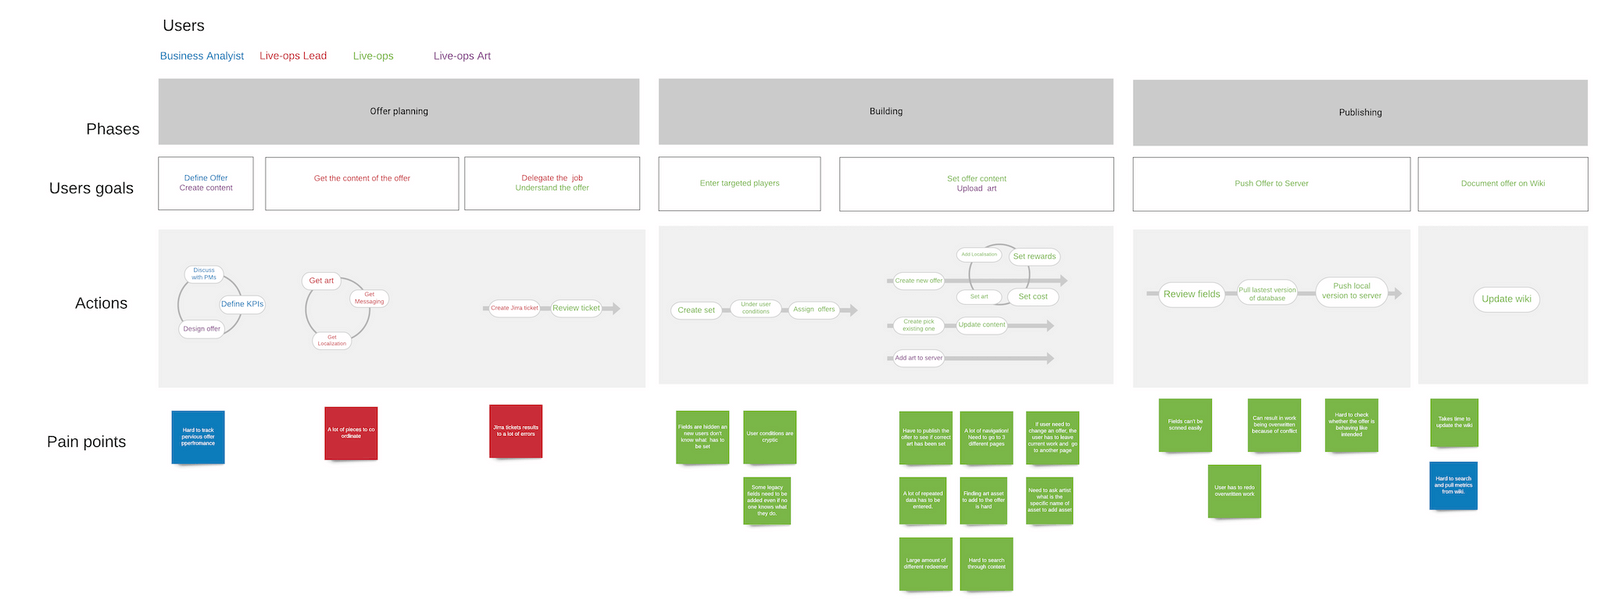 Users
Business Analyist
Live-ops Lead
Live-ops
Live-ops Art
Phases
Offer planning
Building
Publishing
Users goals
Define Offer
Create content
Get the content of the offer
Delegate the job
Understand the offer
Enter targeted players
Set offer content
Upload art
Push Offer to Server
Document offer on Wiki
Actions
Discuss
with PMs
Define KPIs
Design offer
Get art
Get
Messaging
Get
Localization
Create Jirra ticket
Review ticket
Create set
Under user
conditions
Assign offers
Create new offer
Add Localisation
Set rewards
Set art
Set cost
Create pick
existing one
Update content
Add art to server
Review fields
Pull lastest version
of database
Push local
version to server
Update wiki
Pain points
Hard to track
pervious offer
pperfromance
A lot of pieces to co
ordinate
Jirra tickets results
to a lot of errors
Fields are hidden an
new users don't
know what has to
be set
User conditions are
cryptic
Some legacy
fields need to be
added even if no
one knows what
they do.
Have to publish the
offer to see if correct
art has been set
A lot of navigation!
Need to go to 3
different pages
If user need to
change an offer, the
user has to leave
current work and go
to another page
A lot of repeated
data has to be
entered.
Finding art asset
to add to the offer
is hard
Need to ask artist
what is the
specific name of
asset to add asset
Large amount of
different redeemer
Hard to search
through content
Fields can't be
scnned easily
Can result in work
being overwritten
because of conflict
Hard to check
whether the offer is
behaving like
intended
User has to redo
overwritten work
Takes time to
update the wiki
Hard to search
and pull metrics
from wiki.